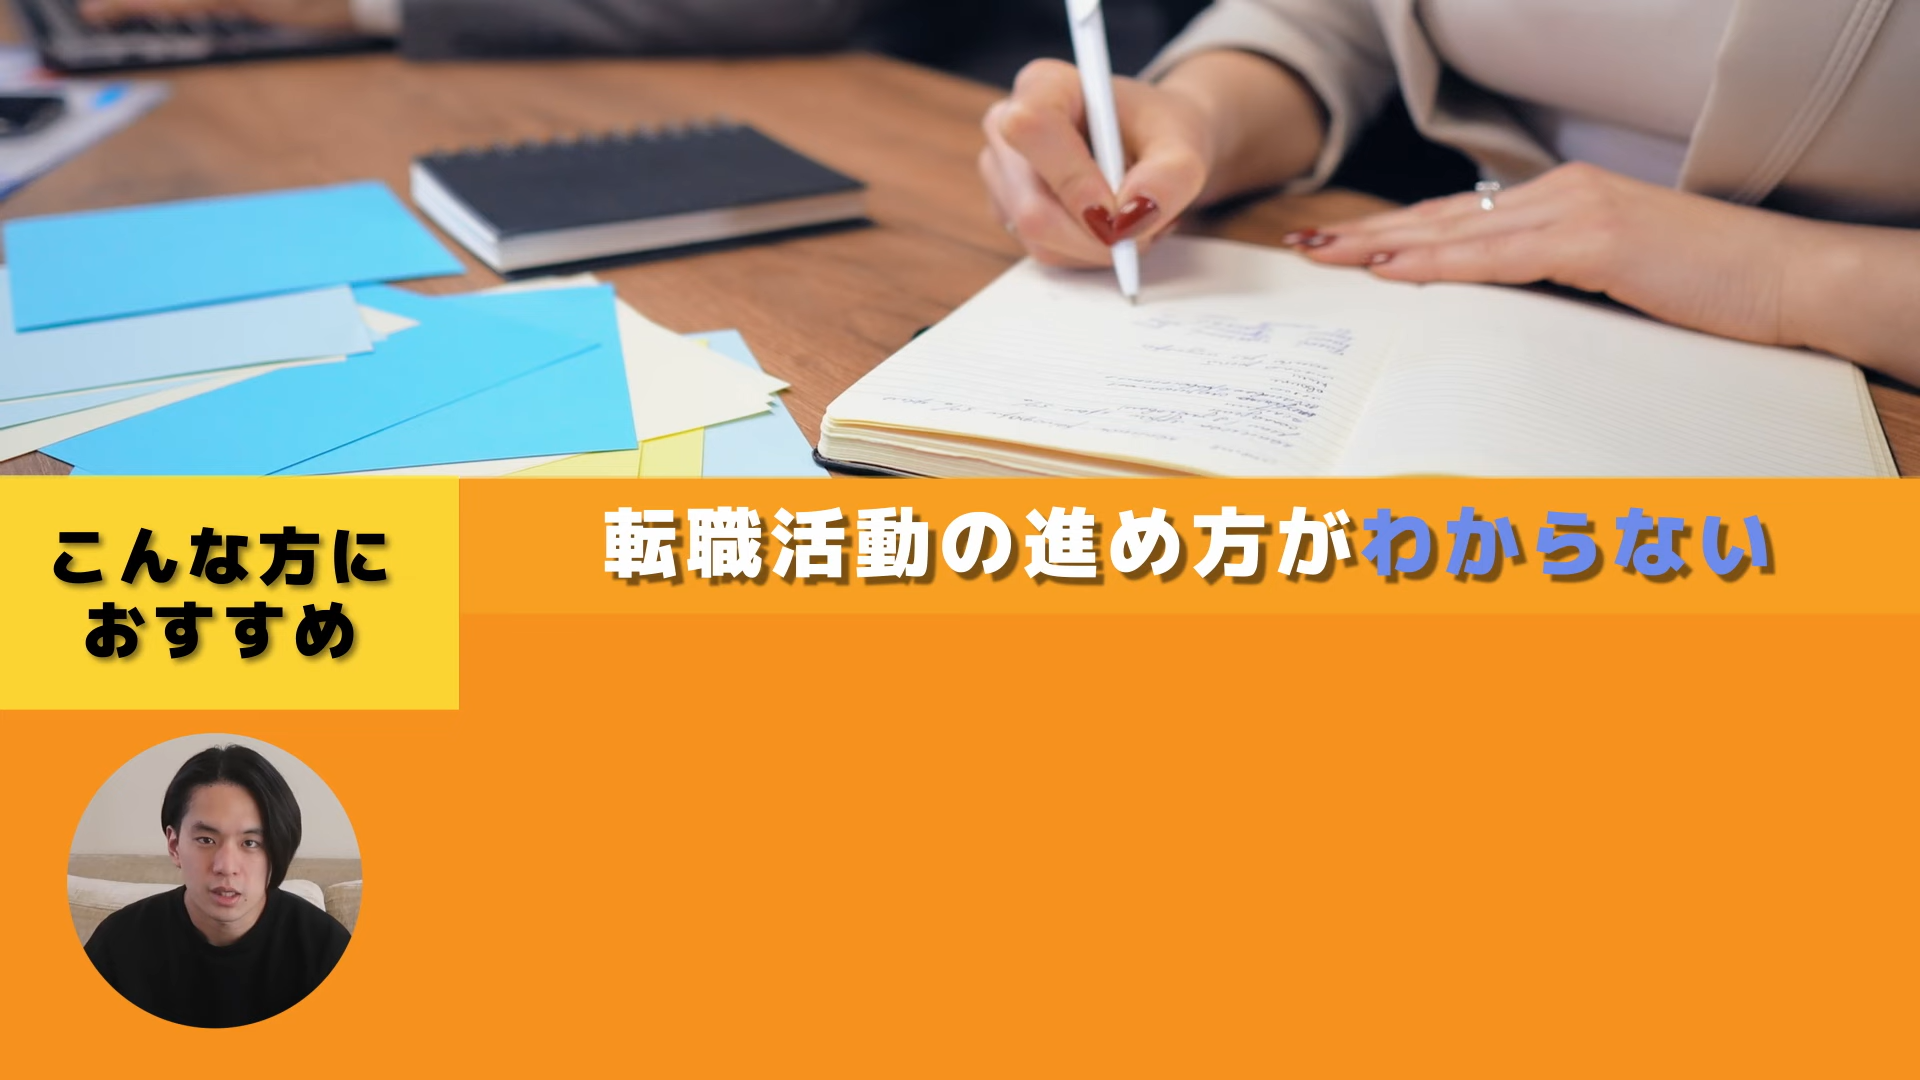 こんな方に
おすすめ
転職活動の進め方がわからない